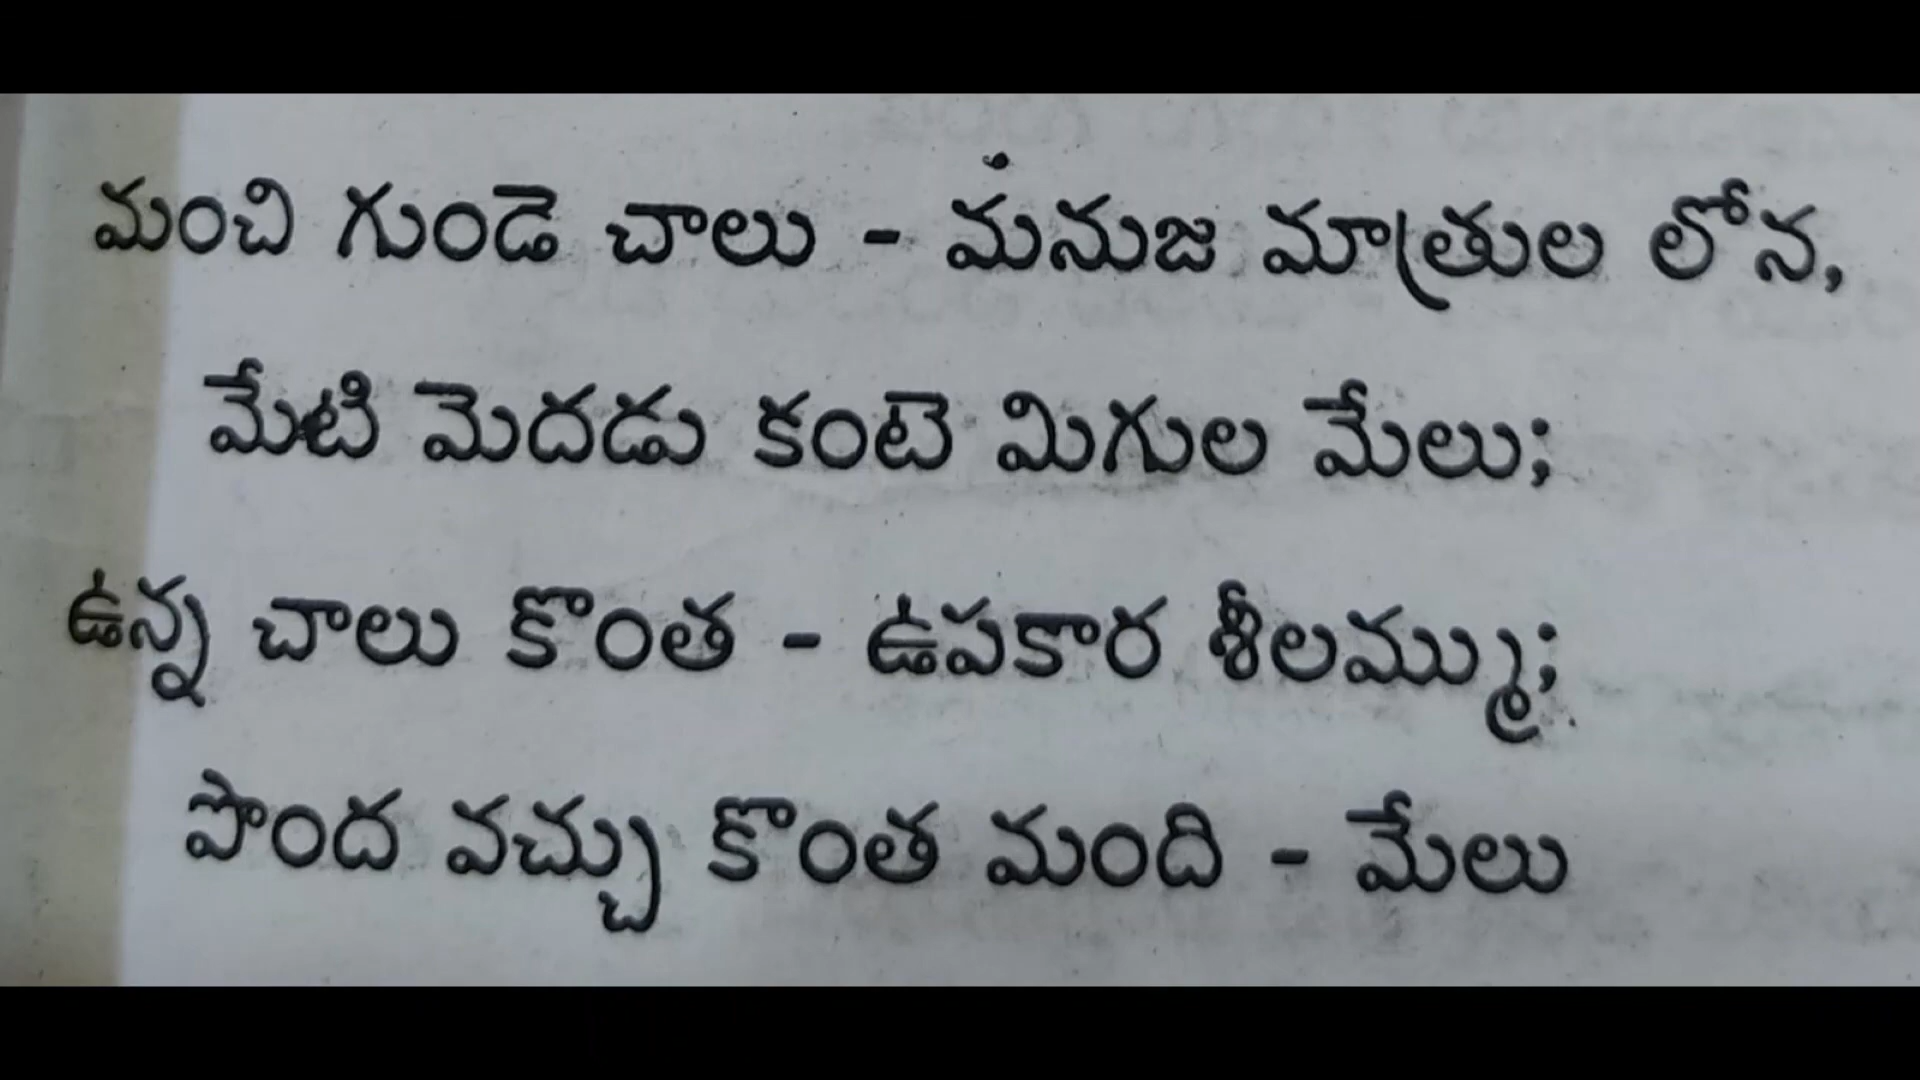 మంచి గుండె చాలు - మనుజ మాత్రుల లోన,
మేటి మెదడు కంటె మిగుల మేలు;
ఉన్న చాలు కొంత - ఉపకార శీలమ్ము;
పొంద వచ్చు కొంత మంది - మేలు